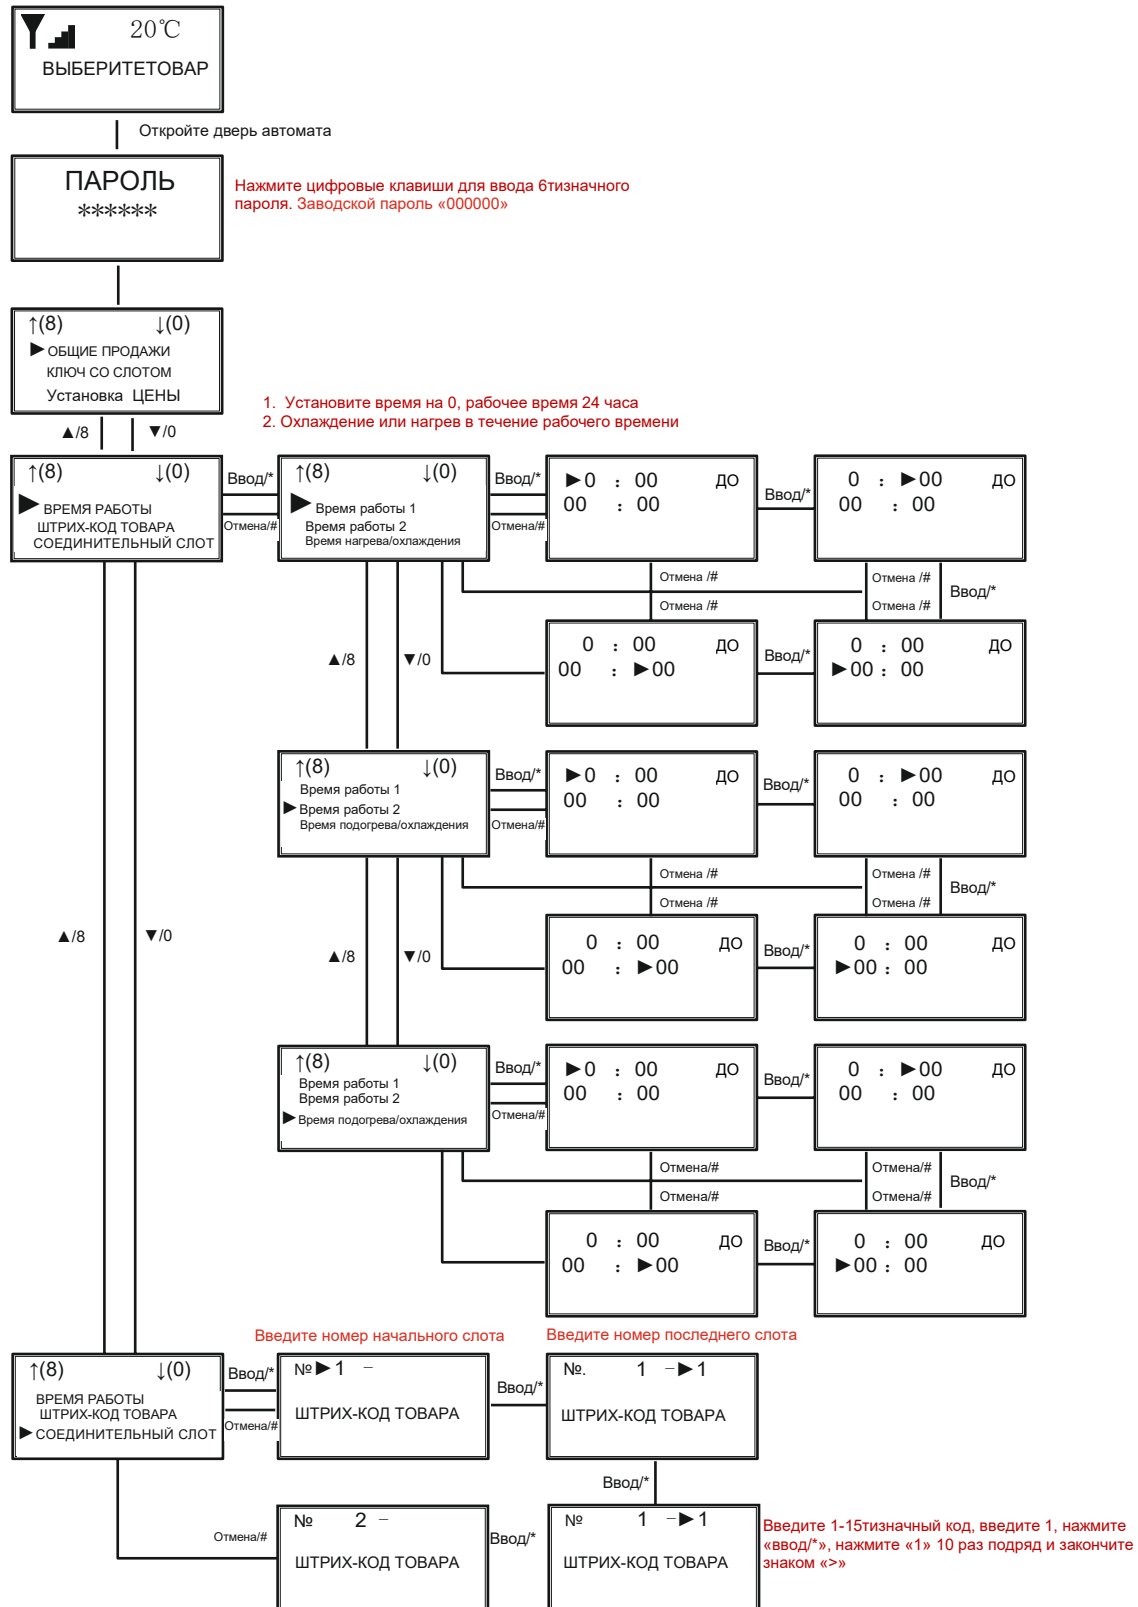 20℃
ВЫБЕРИТЕТОВАР
Откройте дверь автомата
ПАРОЛЬ
******
Нажмите цифровые клавиши для ввода 6тизначного
пароля. Заводской пароль «000000»
↑(8) ↓(0)
►ОБЩИЕ ПРОДАЖИ
КЛЮЧ СО СЛОТОМ
Установка ЦЕНЫ
1. Установите время на 0, рабочее время 24 часа
2. Охлаждение или нагрев в течение рабочего времени
▲/8 ▼/0
↑(8) ↓(0)
►ВРЕМЯ РАБОТЫ
ШТРИХ-КОД ТОВАРА
СОЕДИНИТЕЛЬНЫЙ СЛОТ
Ввод/*
Отмена/#
↑(8) ↓(0)
►Время работы 1
Время работы 2
Время нагрева/охлаждения
Ввод/*
Отмена/#
►0 : 00 ДО
00 : 00
Ввод/*
0 : ►00 ДО
00 : 00
Отмена /#
Отмена /#
Отмена /#
Отмена /#
Ввод/*
▲/8 ▼/0
0 : 00 ДО
00 : ►00
Ввод/*
0 : 00 ДО
►00 : 00
↑(8) ↓(0)
Время работы 1
►Время работы 2
Время подогрева/охлаждения
Ввод/*
Отмена/#
►0 : 00 ДО
00 : 00
Ввод/*
0 : ►00 ДО
00 : 00
Отмена /#
Отмена /#
Отмена /#
Отмена /#
Ввод/*
▲/8 ▼/0
▲/8 ▼/0
0 : 00 ДО
00 : ►00
Ввод/*
0 : 00 ДО
►00 : 00
↑(8) ↓(0)
Время работы 1
Время работы 2
►Время подогрева/охлаждения
Ввод/*
Отмена/#
►0 : 00 ДО
00 : 00
Ввод/*
0 : ►00 ДО
00 : 00
Отмена/#
Отмена/#
Отмена/#
Отмена/#
Ввод/*
0 : 00 ДО
00 : ►00
Ввод/*
0 : 00 ДО
►00 : 00
Введите номер начального слота
Введите номер последнего слота
↑(8) ↓(0)
ВРЕМЯ РАБОТЫ
ШТРИХ-КОД ТОВАРА
►СОЕДИНИТЕЛЬНЫЙ СЛОТ
Ввод/*
Отмена/#
№►1 –
ШТРИХ-КОД ТОВАРА
Ввод/*
№. 1 –►1
ШТРИХ-КОД ТОВАРА
Ввод/*
Отмена/#
№ 2 –
ШТРИХ-КОД ТОВАРА
Ввод/*
№ 1 –►1
ШТРИХ-КОД ТОВАРА
Введите 1-15тизначный код, введите 1, нажмите
«ввод/*», нажмите «1» 10 раз подряд и закончите
знаком «>»